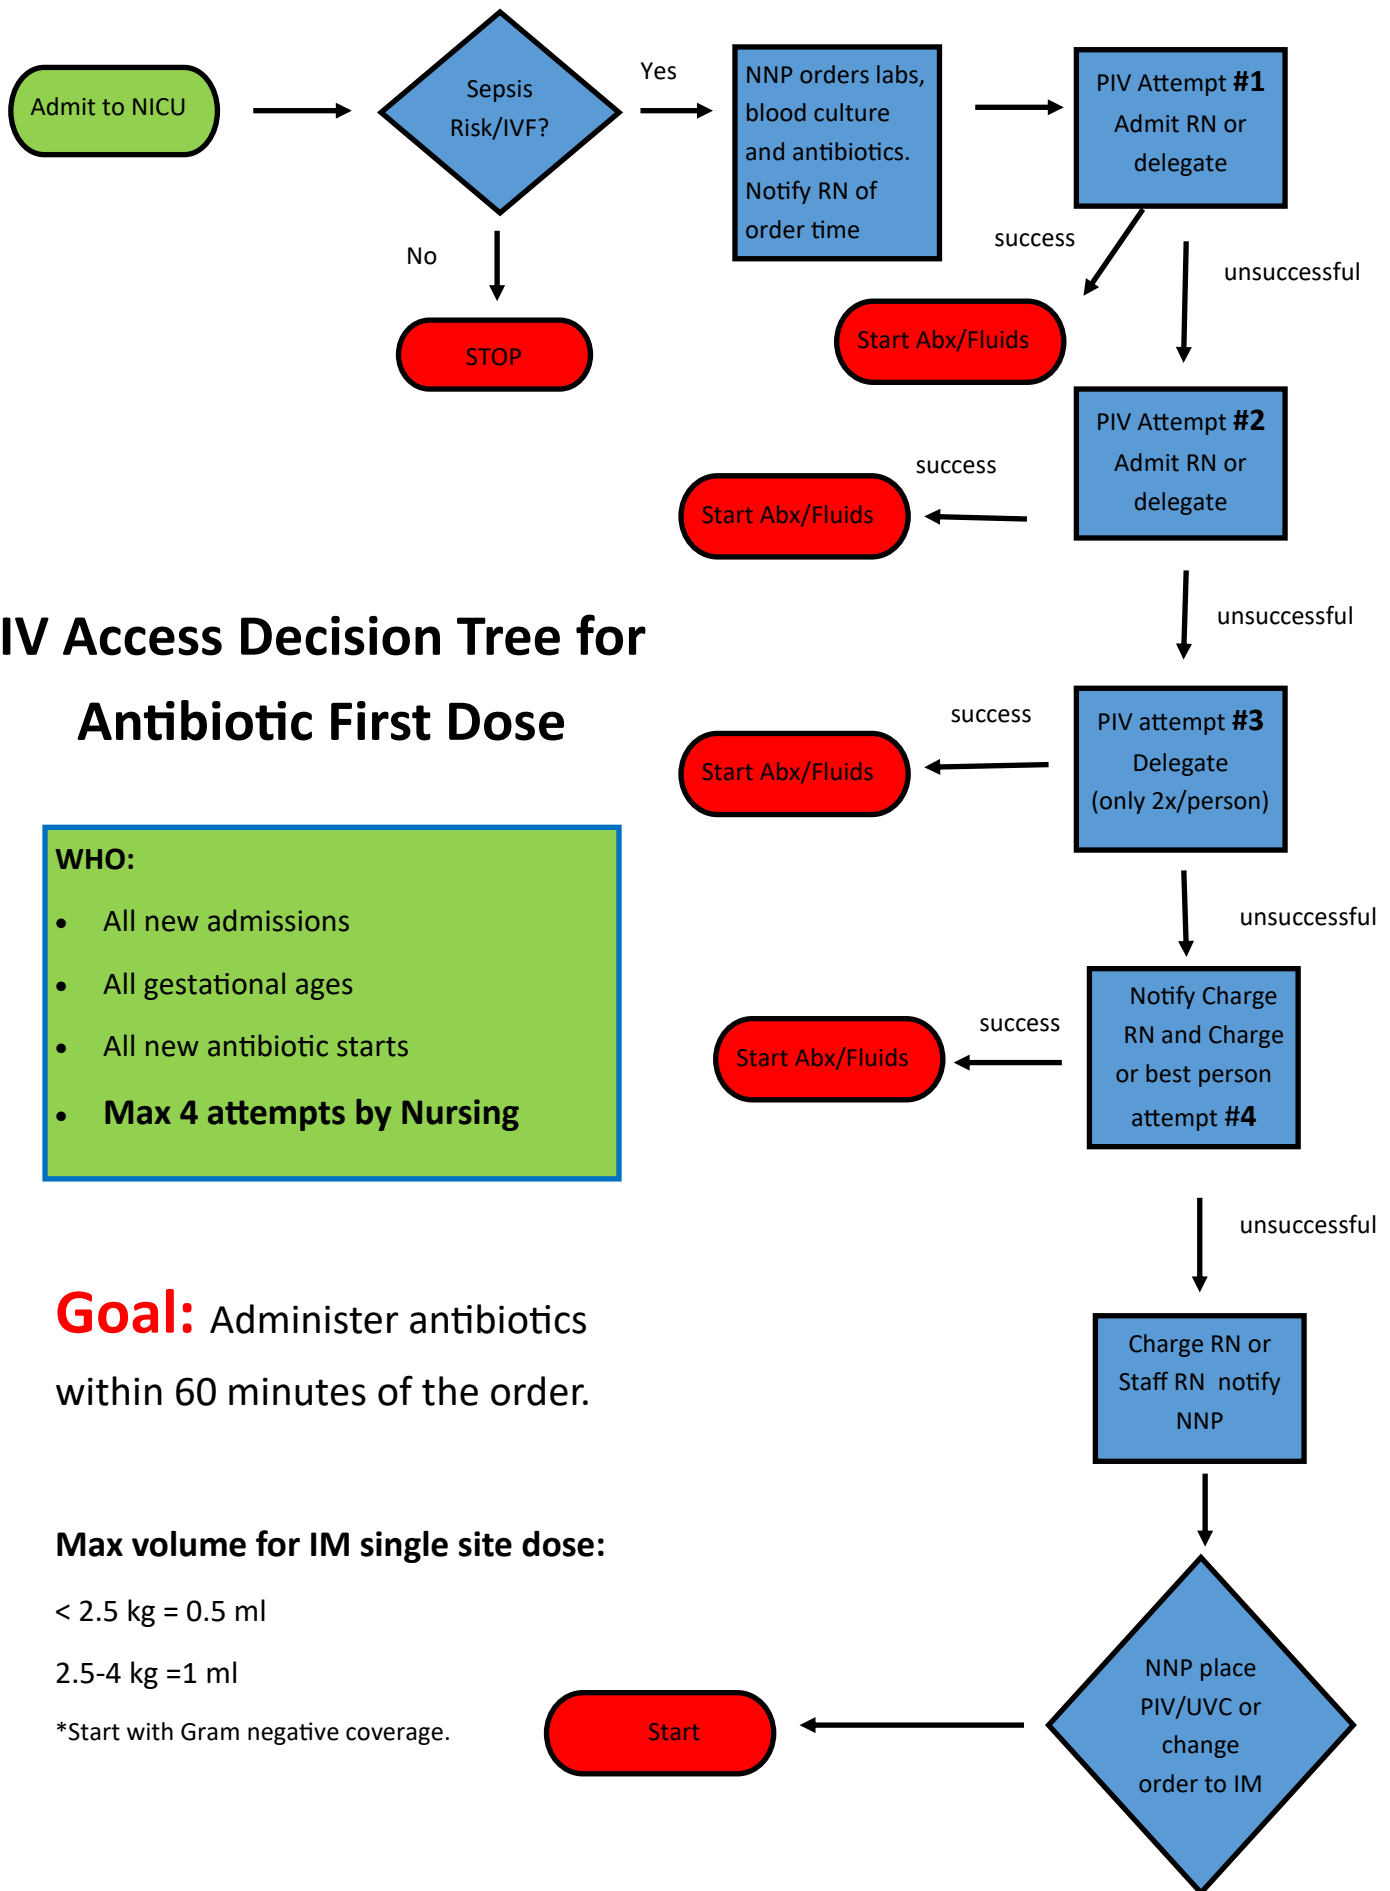 Admit to NICU
Sepsis
Risk/IVF?
Yes
No
STOP
NNP orders labs,
blood culture
and antibiotics.
Notify RN of
order time
PIV Attempt #1
Admit RN or
delegate
success
unsuccessful
Start Abx/Fluids
PIV Attempt #2
Admit RN or
delegate
success
Start Abx/Fluids
unsuccessful
IV Access Decision Tree for
Antibiotic First Dose
PIV attempt #3
Delegate
(only 2x/person)
success
Start Abx/Fluids
unsuccessful
WHO:
• All new admissions
• All gestational ages
• All new antibiotic starts
• Max 4 attempts by Nursing
Notify Charge
RN and Charge
or best person
attempt #4
success
Start Abx/Fluids
unsuccessful
Goal: Administer antibiotics
within 60 minutes of the order.
Charge RN or
Staff RN notify
NNP
Max volume for IM single site dose:
< 2.5 kg = 0.5 ml
2.5-4 kg =1 ml
*Start with Gram negative coverage.
NNP place
PIV/UVC or
change
order to IM
Start